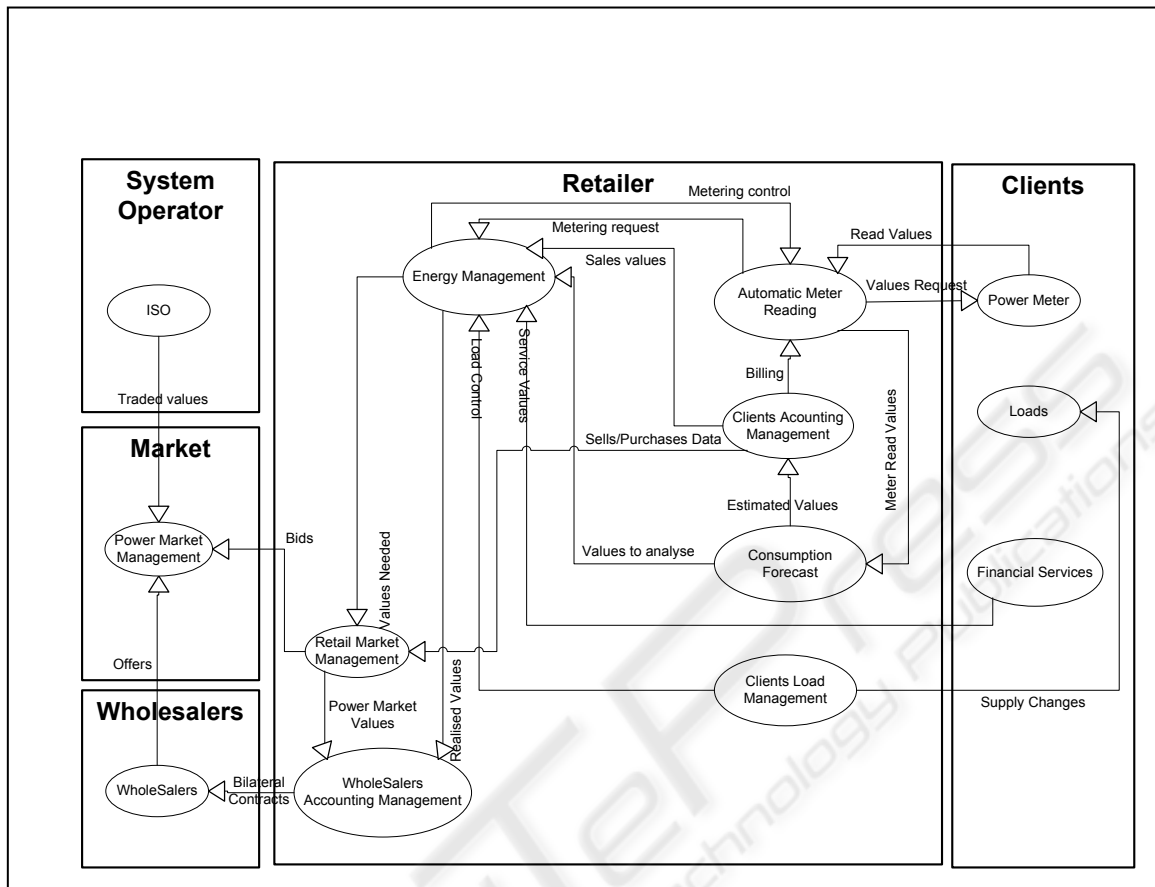 System
Operator
ISO
Traded values
Market
Power Market
Management
Offers
Wholesalers
WholeSalers
Retailer
Metering control
Metering request
Energy Management
Sales values
Automatic Meter
Reading
Load Control
Service Values
Billing
Clients Acounting
Management
Sells/Purchases Data
Meter Read Values
Estimated Values
Values to analyse
Consumption
Forecast
Bids
Values Needed
Retail Market
Management
Clients Load
Management
Power Market
Values
Realised Values
WholeSalers
Accounting Management
Bilateral
Contracts
Clients
Read Values
Values Request
Power Meter
Loads
Financial Services
Supply Changes
TePress
Technology Publications